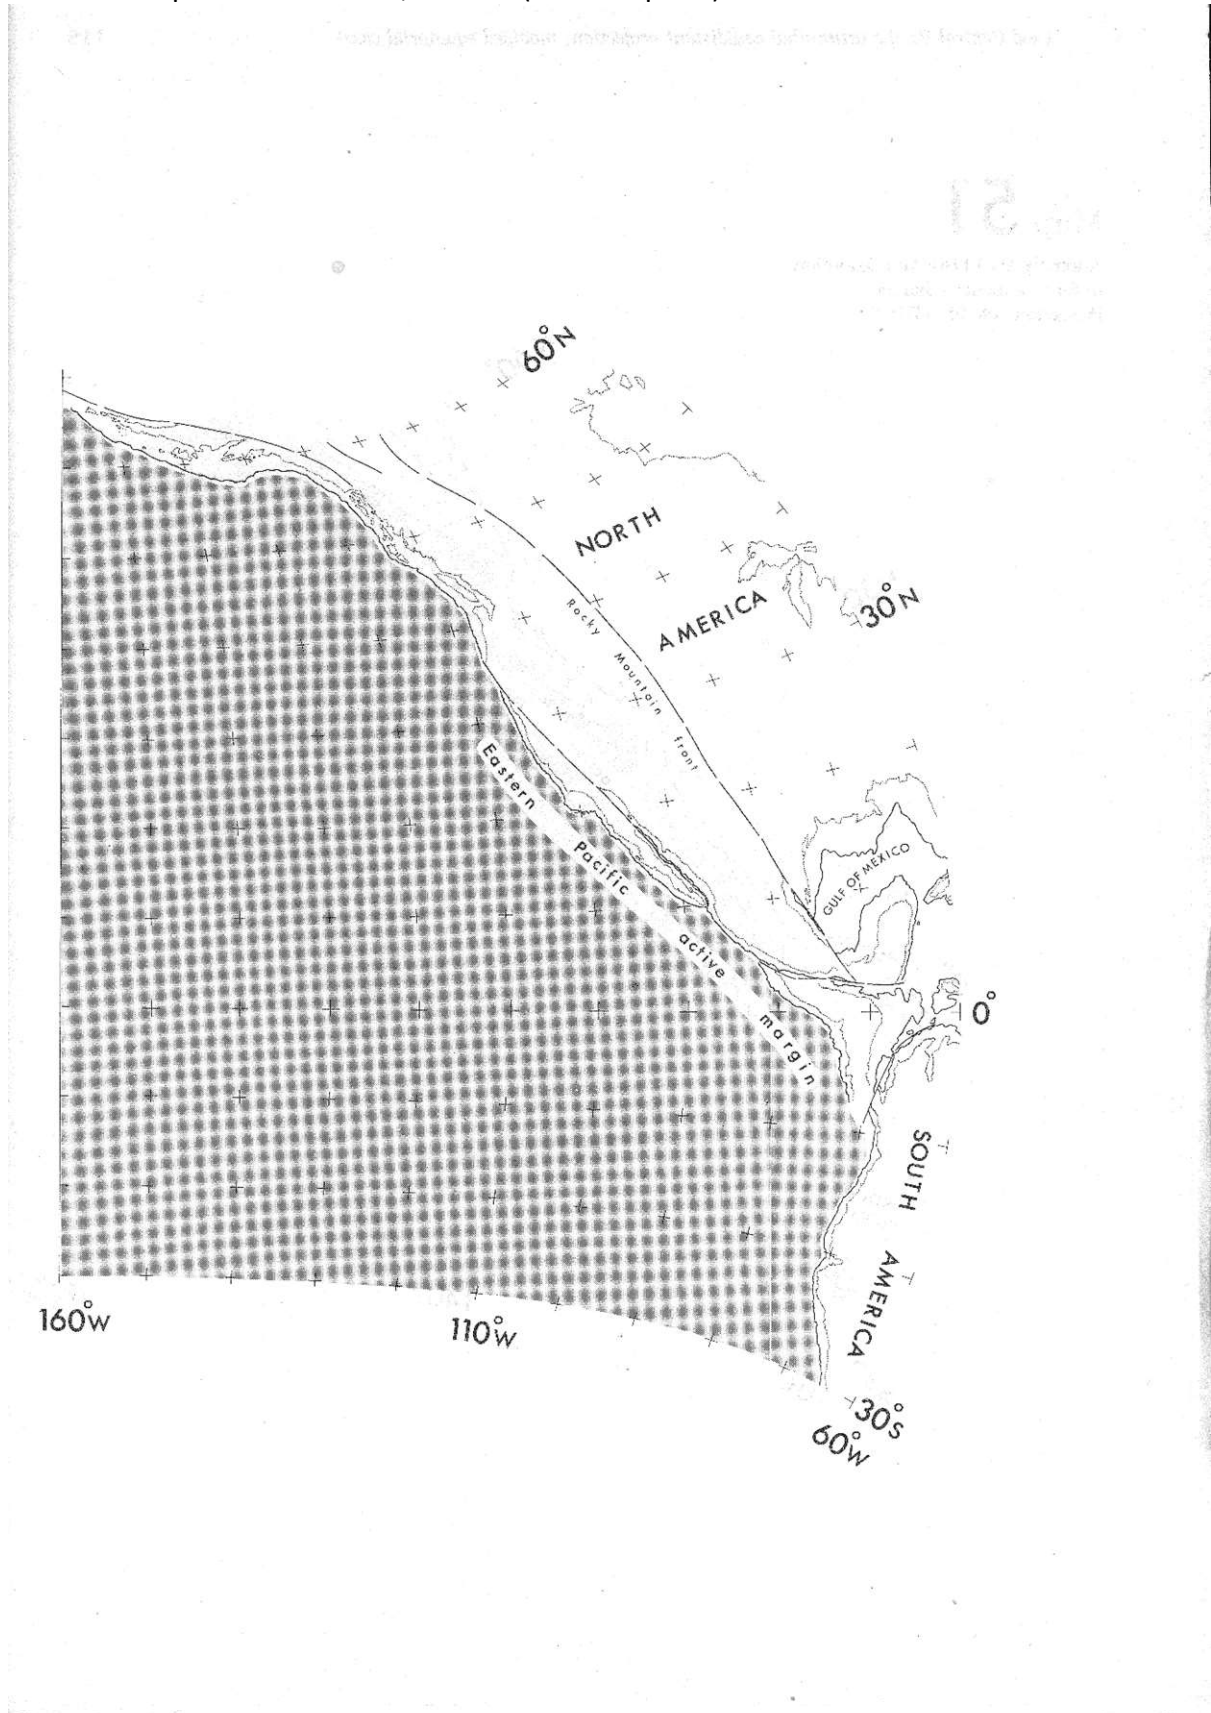 60°N
NORTH
AMERICA
30°N
Rocky Mountain front
Eastern Pacific active margin
GULF OF MEXICO
0°
SOUTH AMERICA
160°W
110°W
30°S
60°W